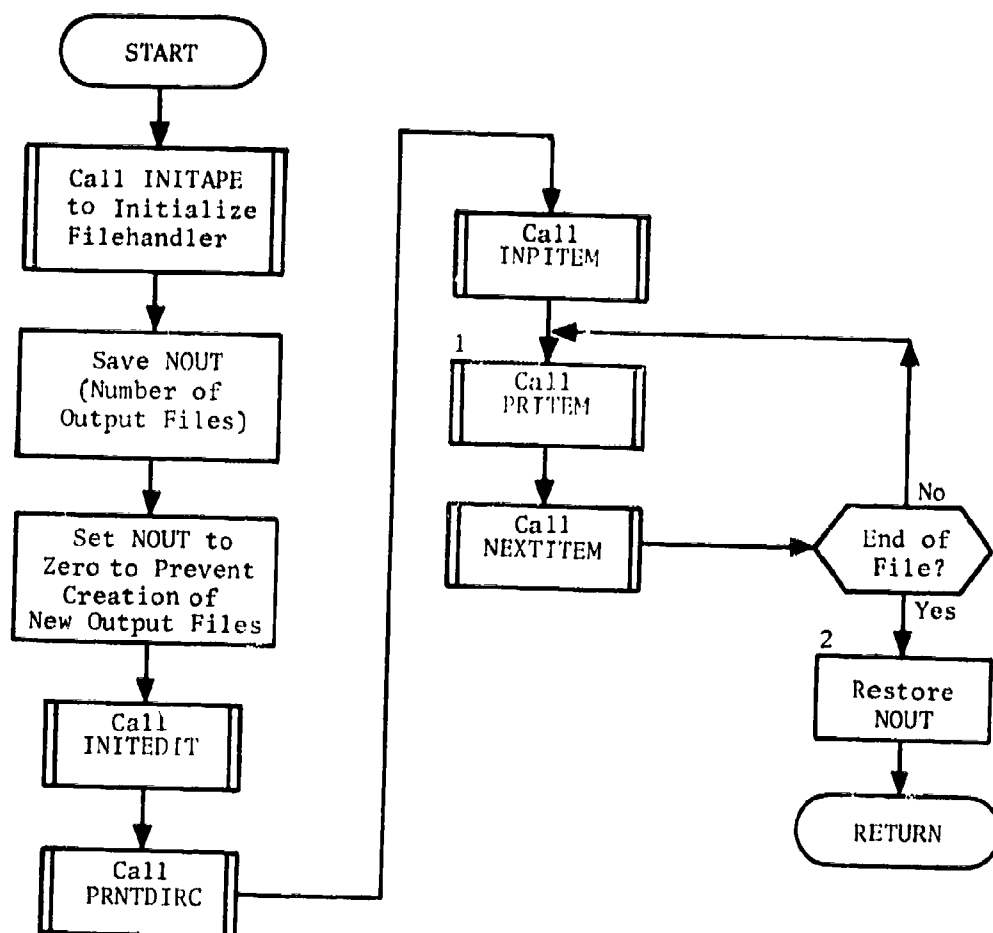 START
Call INITAPE
to Initialize
Filehandler
Save NOUT
(Number of
Output Files)
Set NOUT to
Zero to Prevent
Creation of
New Output Files
Call
INITEDIT
Call
PRNTDIRC
Call
INPITEM
1
Call
PRITEM
Call
NEXTITEM
No
End of
File?
Yes
2
Restore
NOUT
RETURN